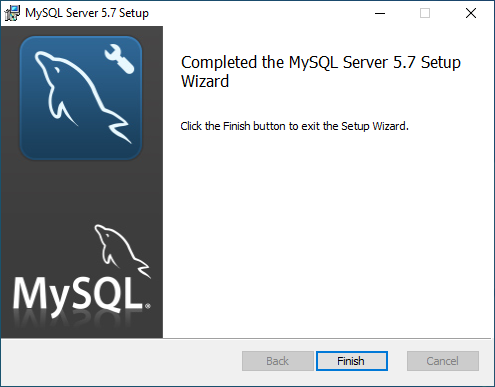 MySQL Server 5.7 Setup
Completed the MySQL Server 5.7 Setup
Wizard
Click the Finish button to exit the Setup Wizard.
MySQL®
Back
Finish
Cancel